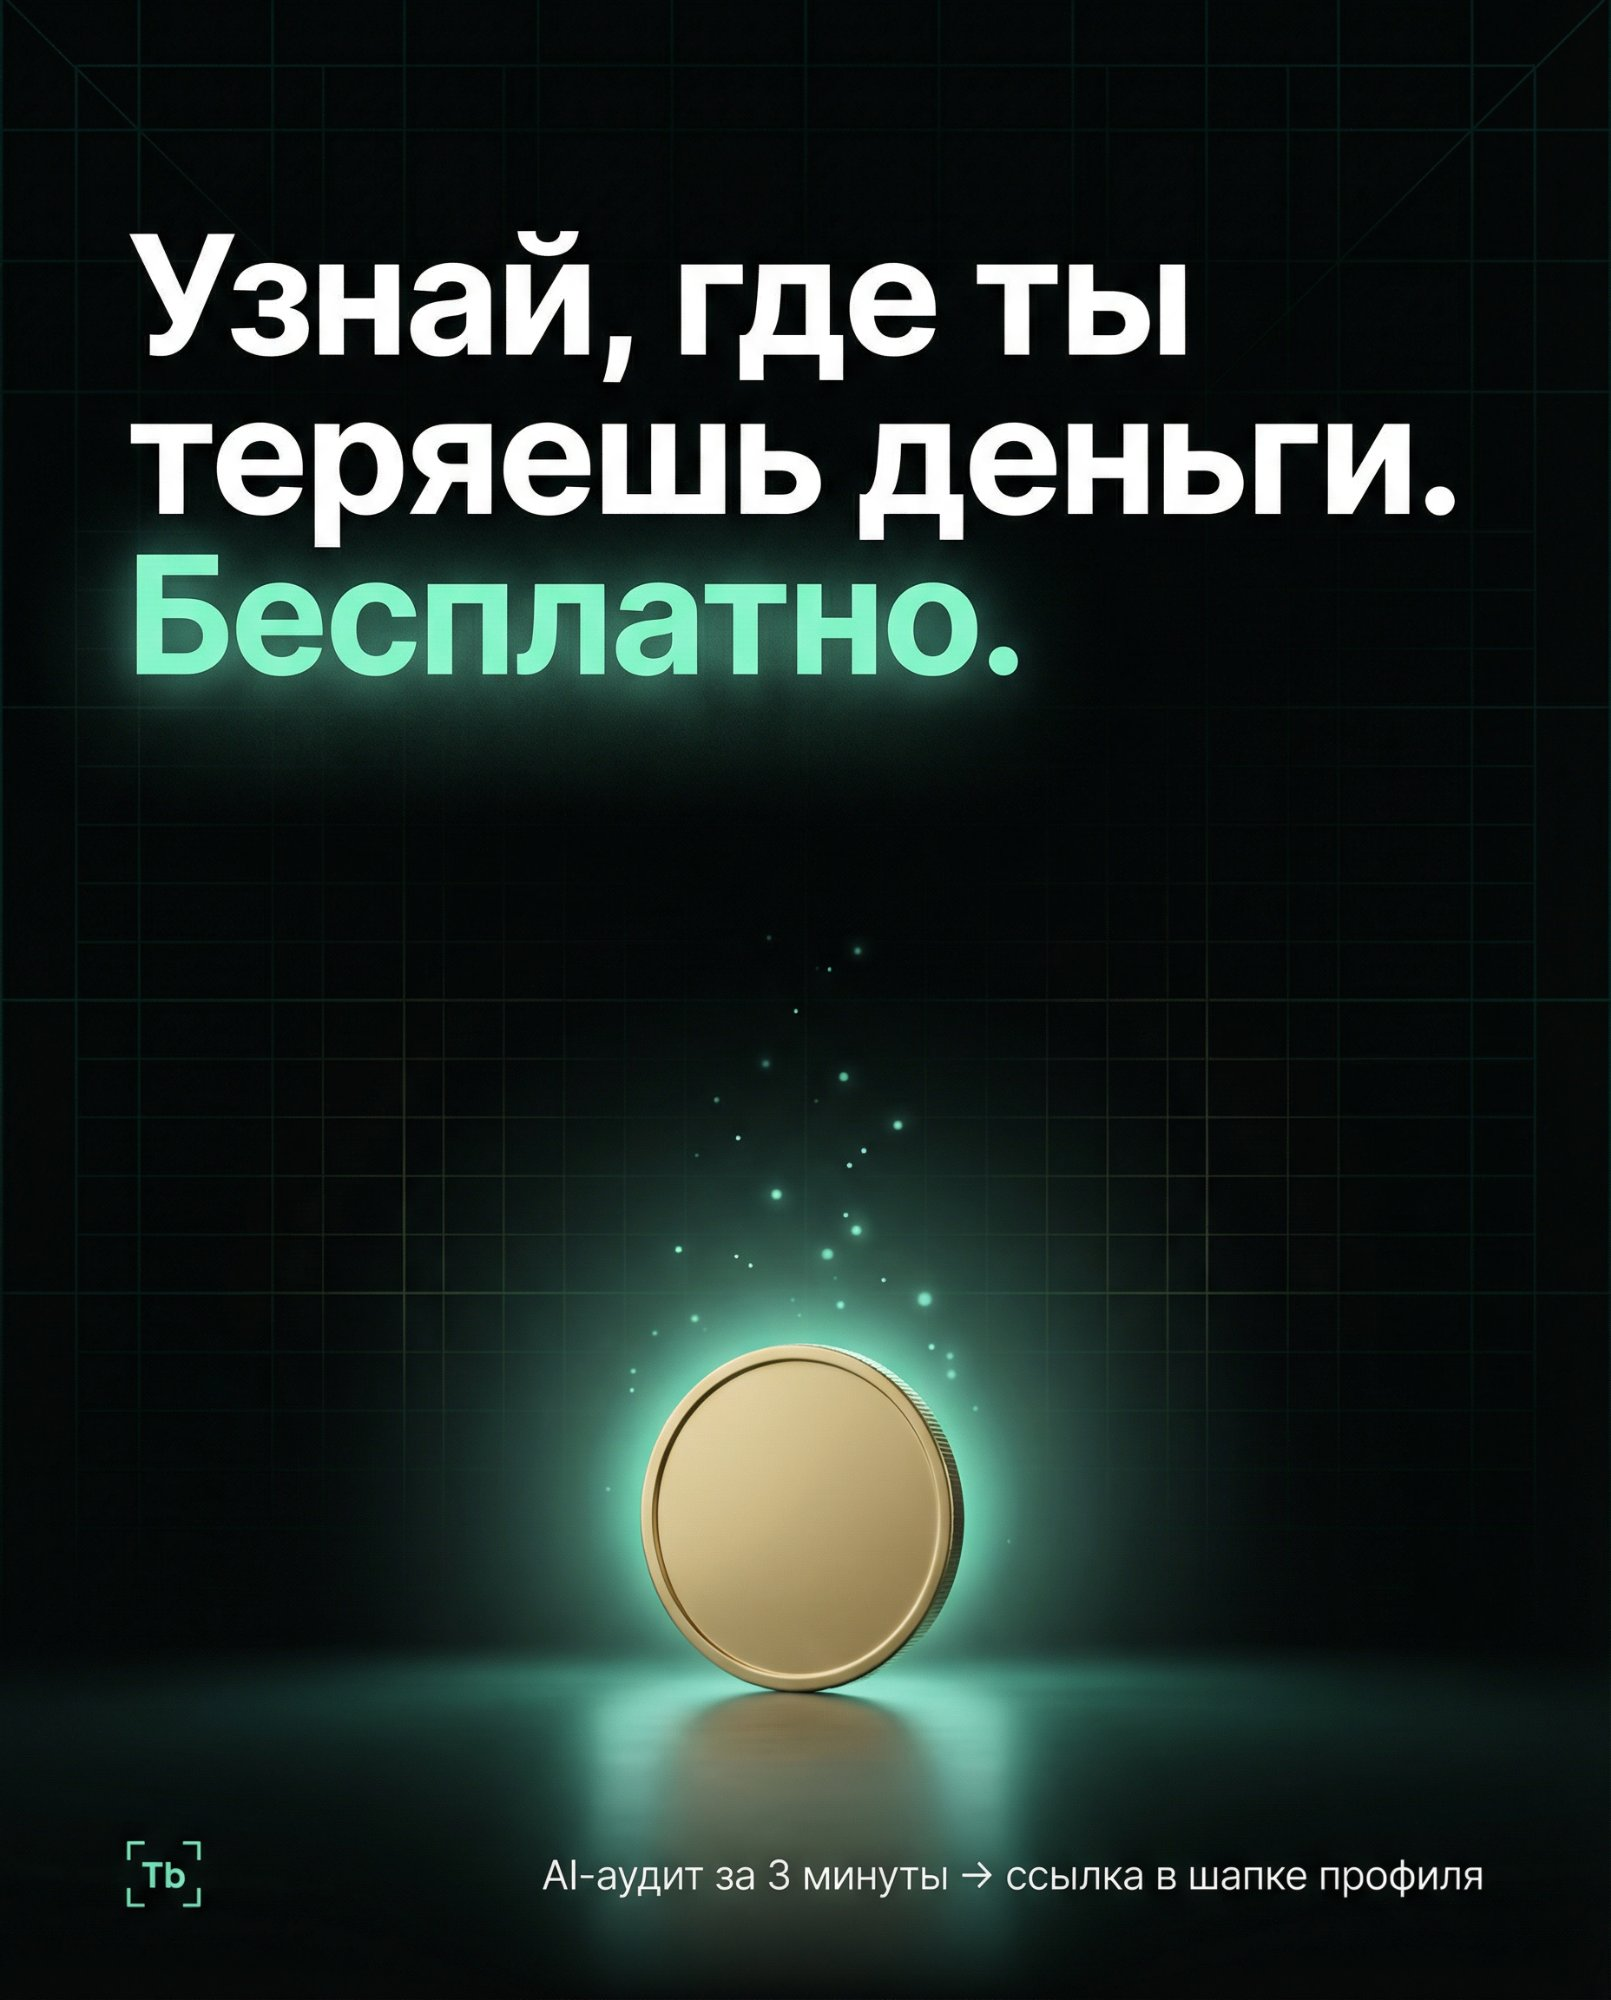 Узнай, где ты
теряешь деньги.
Бесплатно.
Tb
AI-аудит за 3 минуты → ссылка в шапке профиля